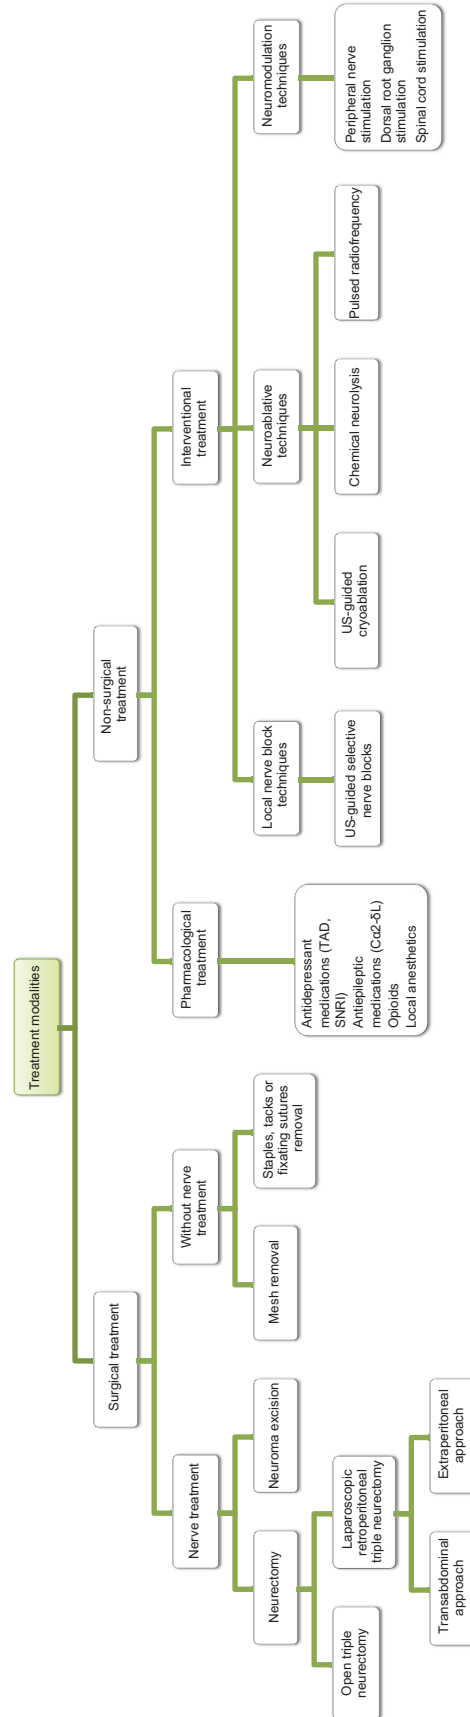 Treatment modalities
Surgical treatment
Non-surgical
treatment
Nerve treatment
Without nerve
treatment
Pharmacological
treatment
Interventional
treatment
Neurectomy
Neuroma excision
Mesh removal
Staples, tacks or
fixating sutures
removal
Antidepressant
medications (TAD,
SNRI)
Antiepileptic
medications (Cα2-δL)
Opioids
Local anesthetics
Local nerve block
techniques
Neuroablative
techniques
Neuromodulation
techniques
Open triple
neurectomy
Laparoscopic
retroperitoneal
triple neurectomy
US-guided selective
nerve blocks
US-guided
cryoablation
Chemical neurolysis
Pulsed radiofrequency
Peripheral nerve
stimulation
Dorsal root ganglion
stimulation
Spinal cord stimulation
Transabdominal
approach
Extraperitoneal
approach